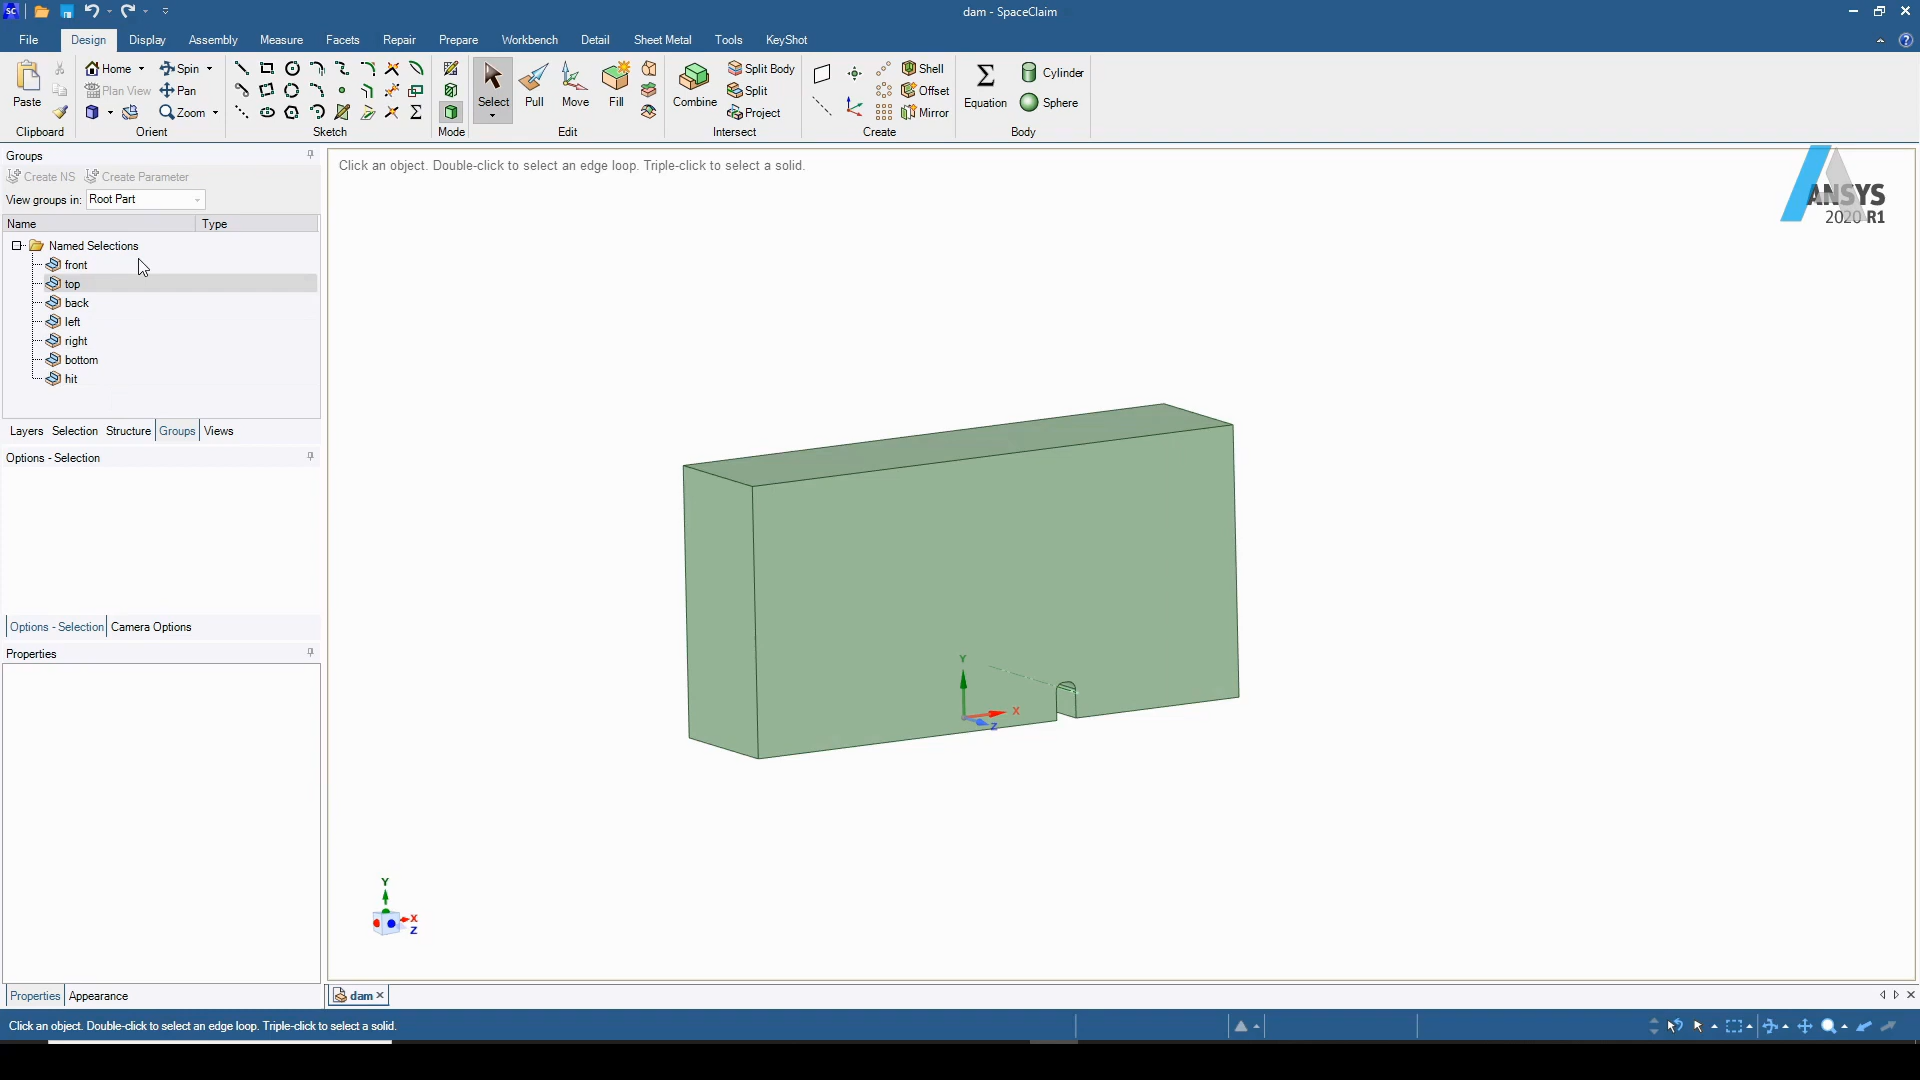 SC
dam - SpaceClaim
File Design Display Assembly Measure Facets Repair Prepare Workbench Detail Sheet Metal Tools KeyShot
Paste
Clipboard
Home Spin
Plan View Pan
Zoom
Orient
Sketch
Mode
Select Pull Move Fill
Edit
Combine
Split Body
Split
Project
Intersect
Shell
Offset
Mirror
Create
Equation
Cylinder
Sphere
Body
Groups
Create NS Create Parameter
View groups in: Root Part
Name Type
Named Selections
front
top
back
left
right
bottom
hit
Layers Selection Structure Groups Views
Options - Selection
Options - Selection Camera Options
Properties
Properties Appearance
Click an object. Double-click to select an edge loop. Triple-click to select a solid.
ANSYS
2020 R1
Y
X
Z
Y
X
Z
dam
Click an object. Double-click to select an edge loop. Triple-click to select a solid.